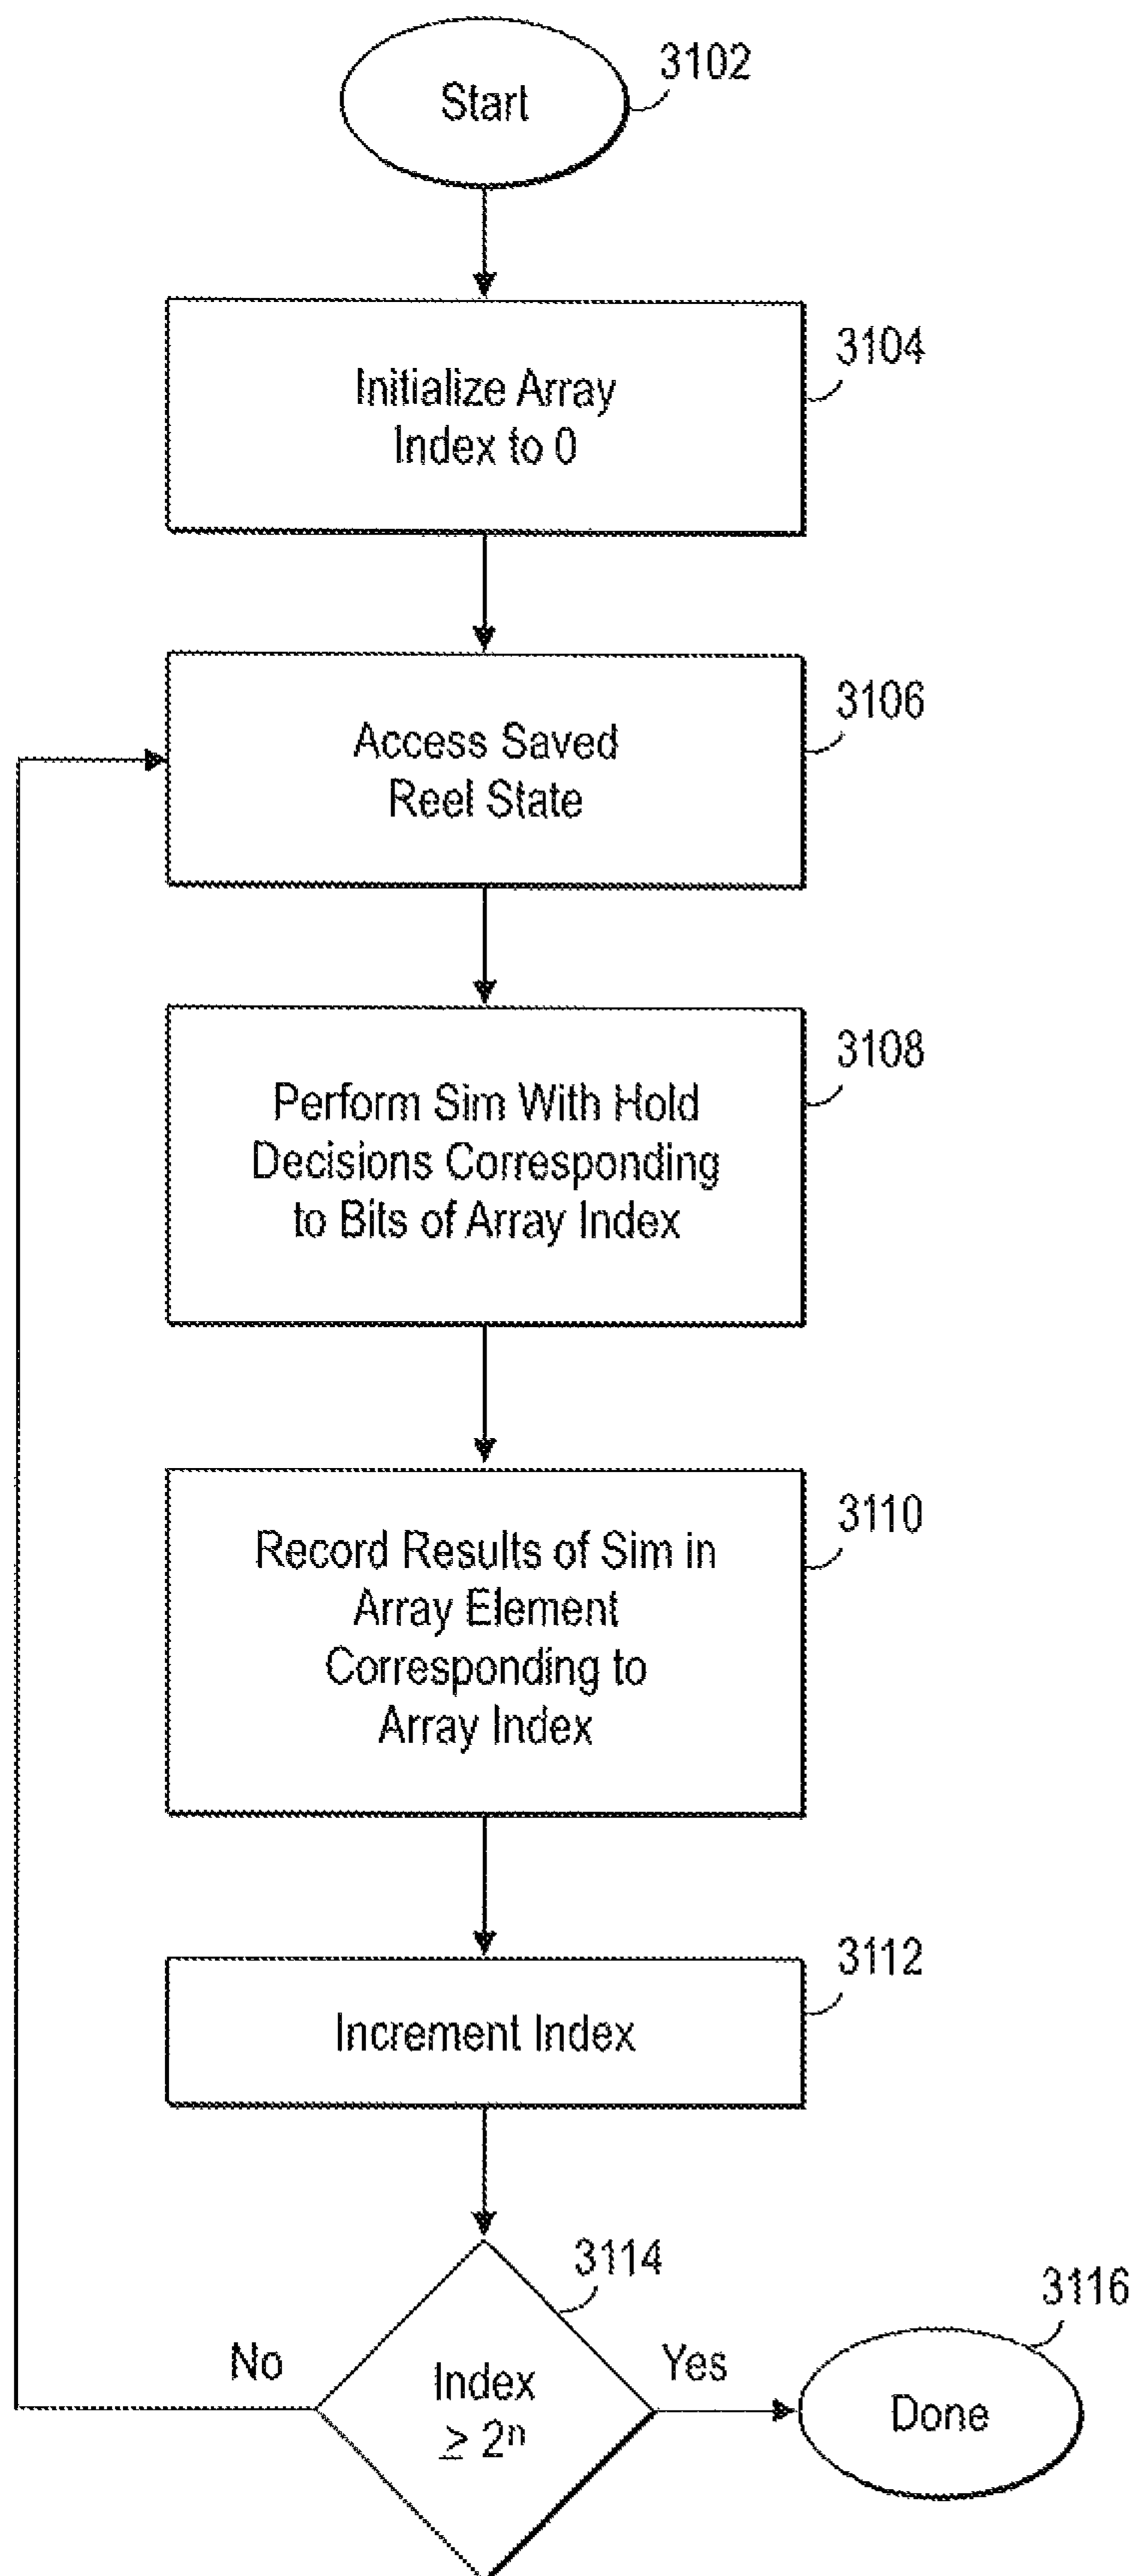 Start
3102
Initialize Array
Index to 0
3104
Access Saved
Reel State
3106
Perform Sim With Hold
Decisions Corresponding
to Bits of Array Index
3108
Record Results of Sim in
Array Element
Corresponding to
Array Index
3110
Increment Index
3112
3114
Index
≥ 2ⁿ
No
Yes
Done
3116